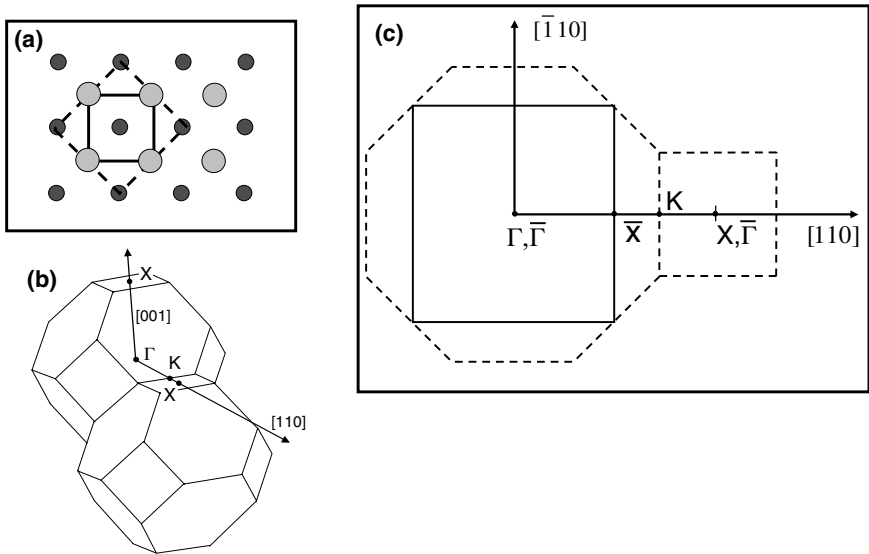 (a)
(b)
X
[001]
Γ
K
X
[110]
(c)
[1̅ 10]
K
Γ,Γ̅
X̅
X,Γ̅
[110]